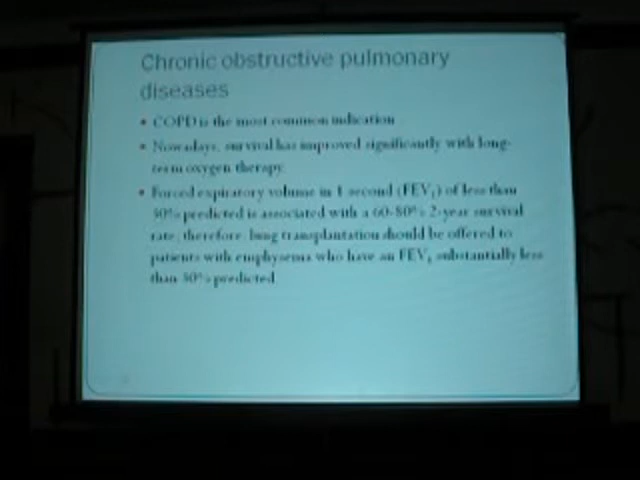 Chronic obstructive pulmonary
diseases
• COPD is the most common indication
• Nowadays, survival has improved significantly with long-
term oxygen therapy.
• Forced expiratory volume in 1 second (FEV₁) of less than
predicted is associated with a 60-80% 2-year survival
rate; therefore, lung transplantation should be offered to
patients with emphysema who have an FEV₁ substantially less
than predicted